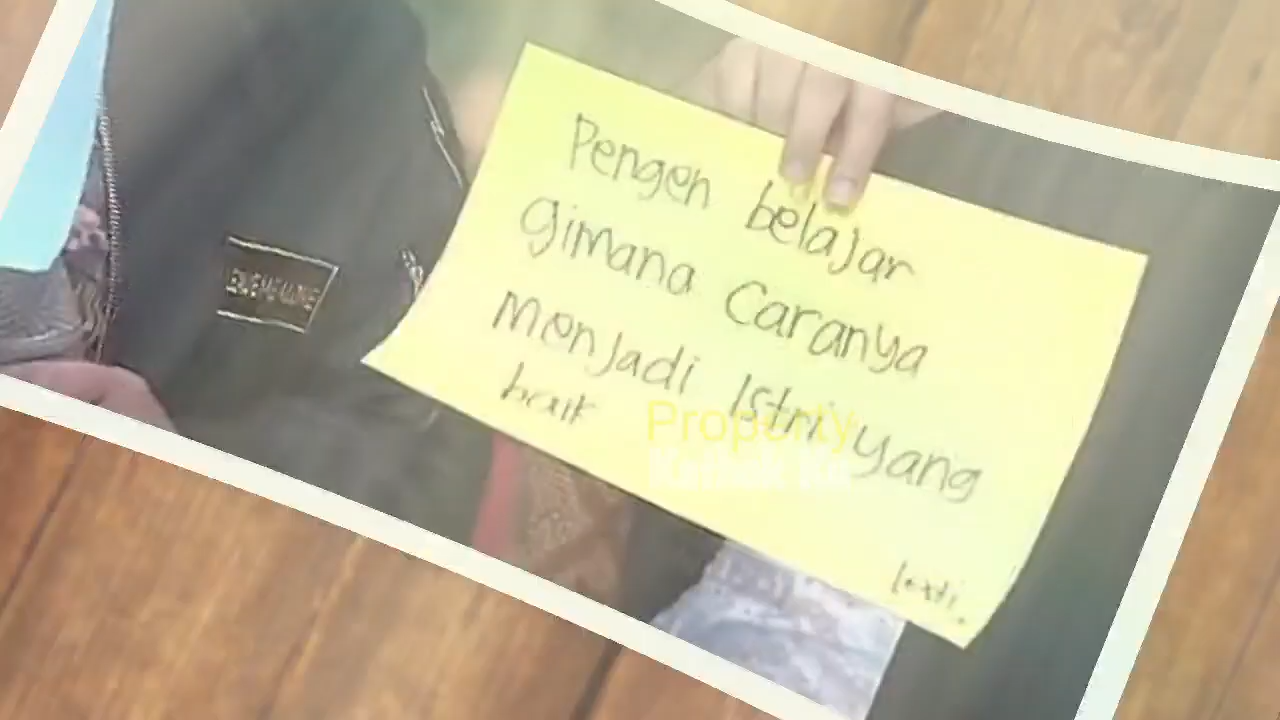 Pengen belajar
Gimana Caranya
Menjadi Istri yang
baik
lesti
Property